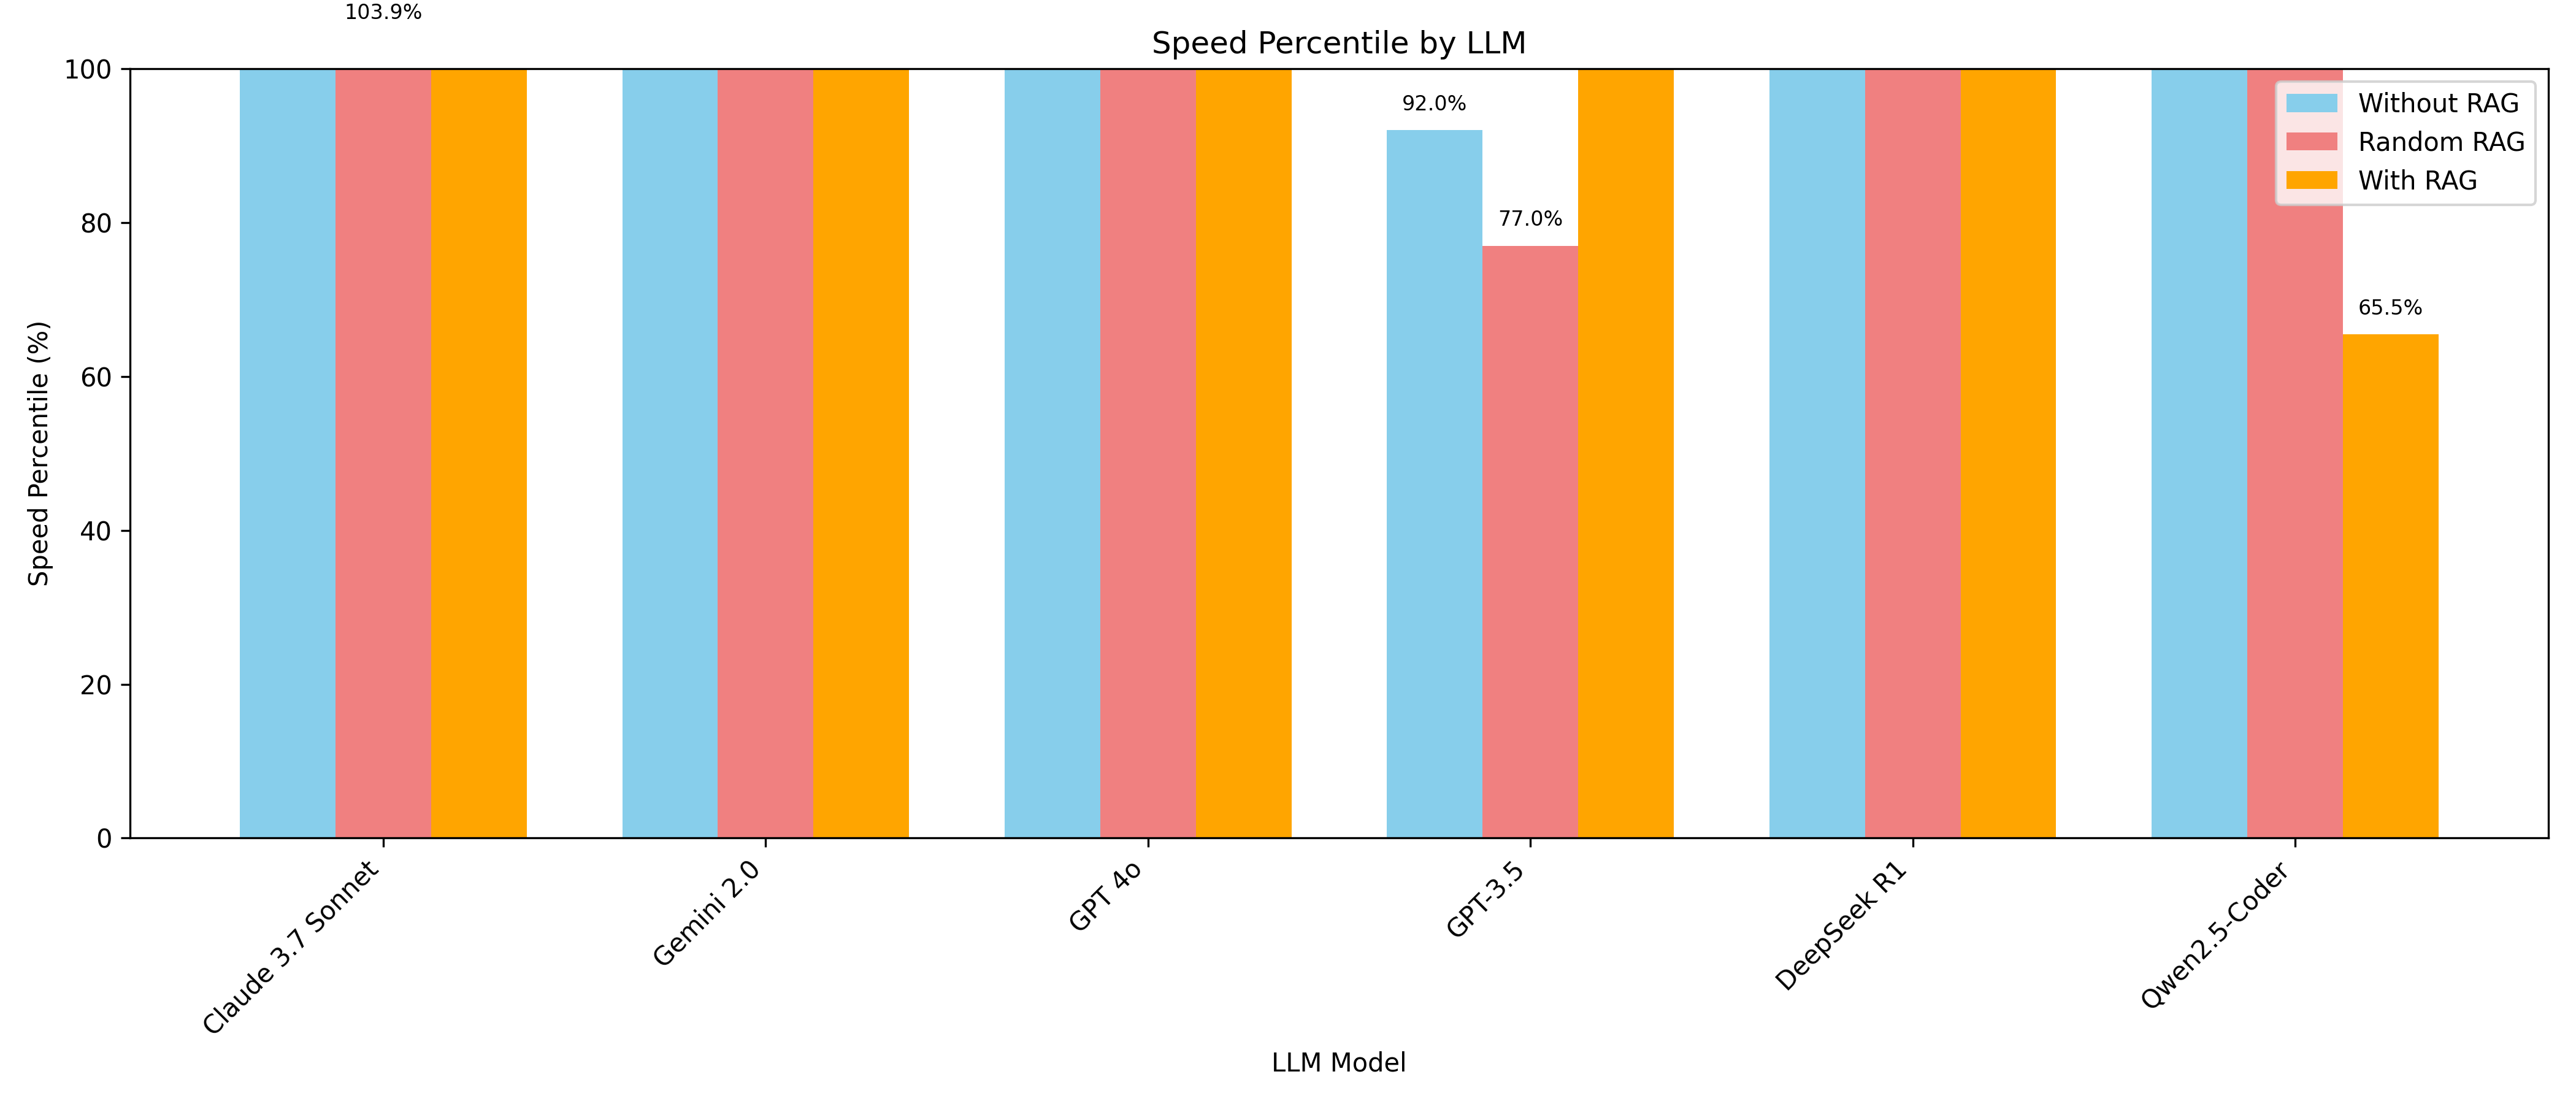 103.9%
Speed Percentile by LLM
100
80
60
40
20
0
Speed Percentile (%)
92.0%
77.0%
65.5%
Without RAG
Random RAG
With RAG
Claude 3.7 Sonnet
Gemini 2.0
GPT 4o
GPT-3.5
DeepSeek R1
Qwen2.5-Coder
LLM Model